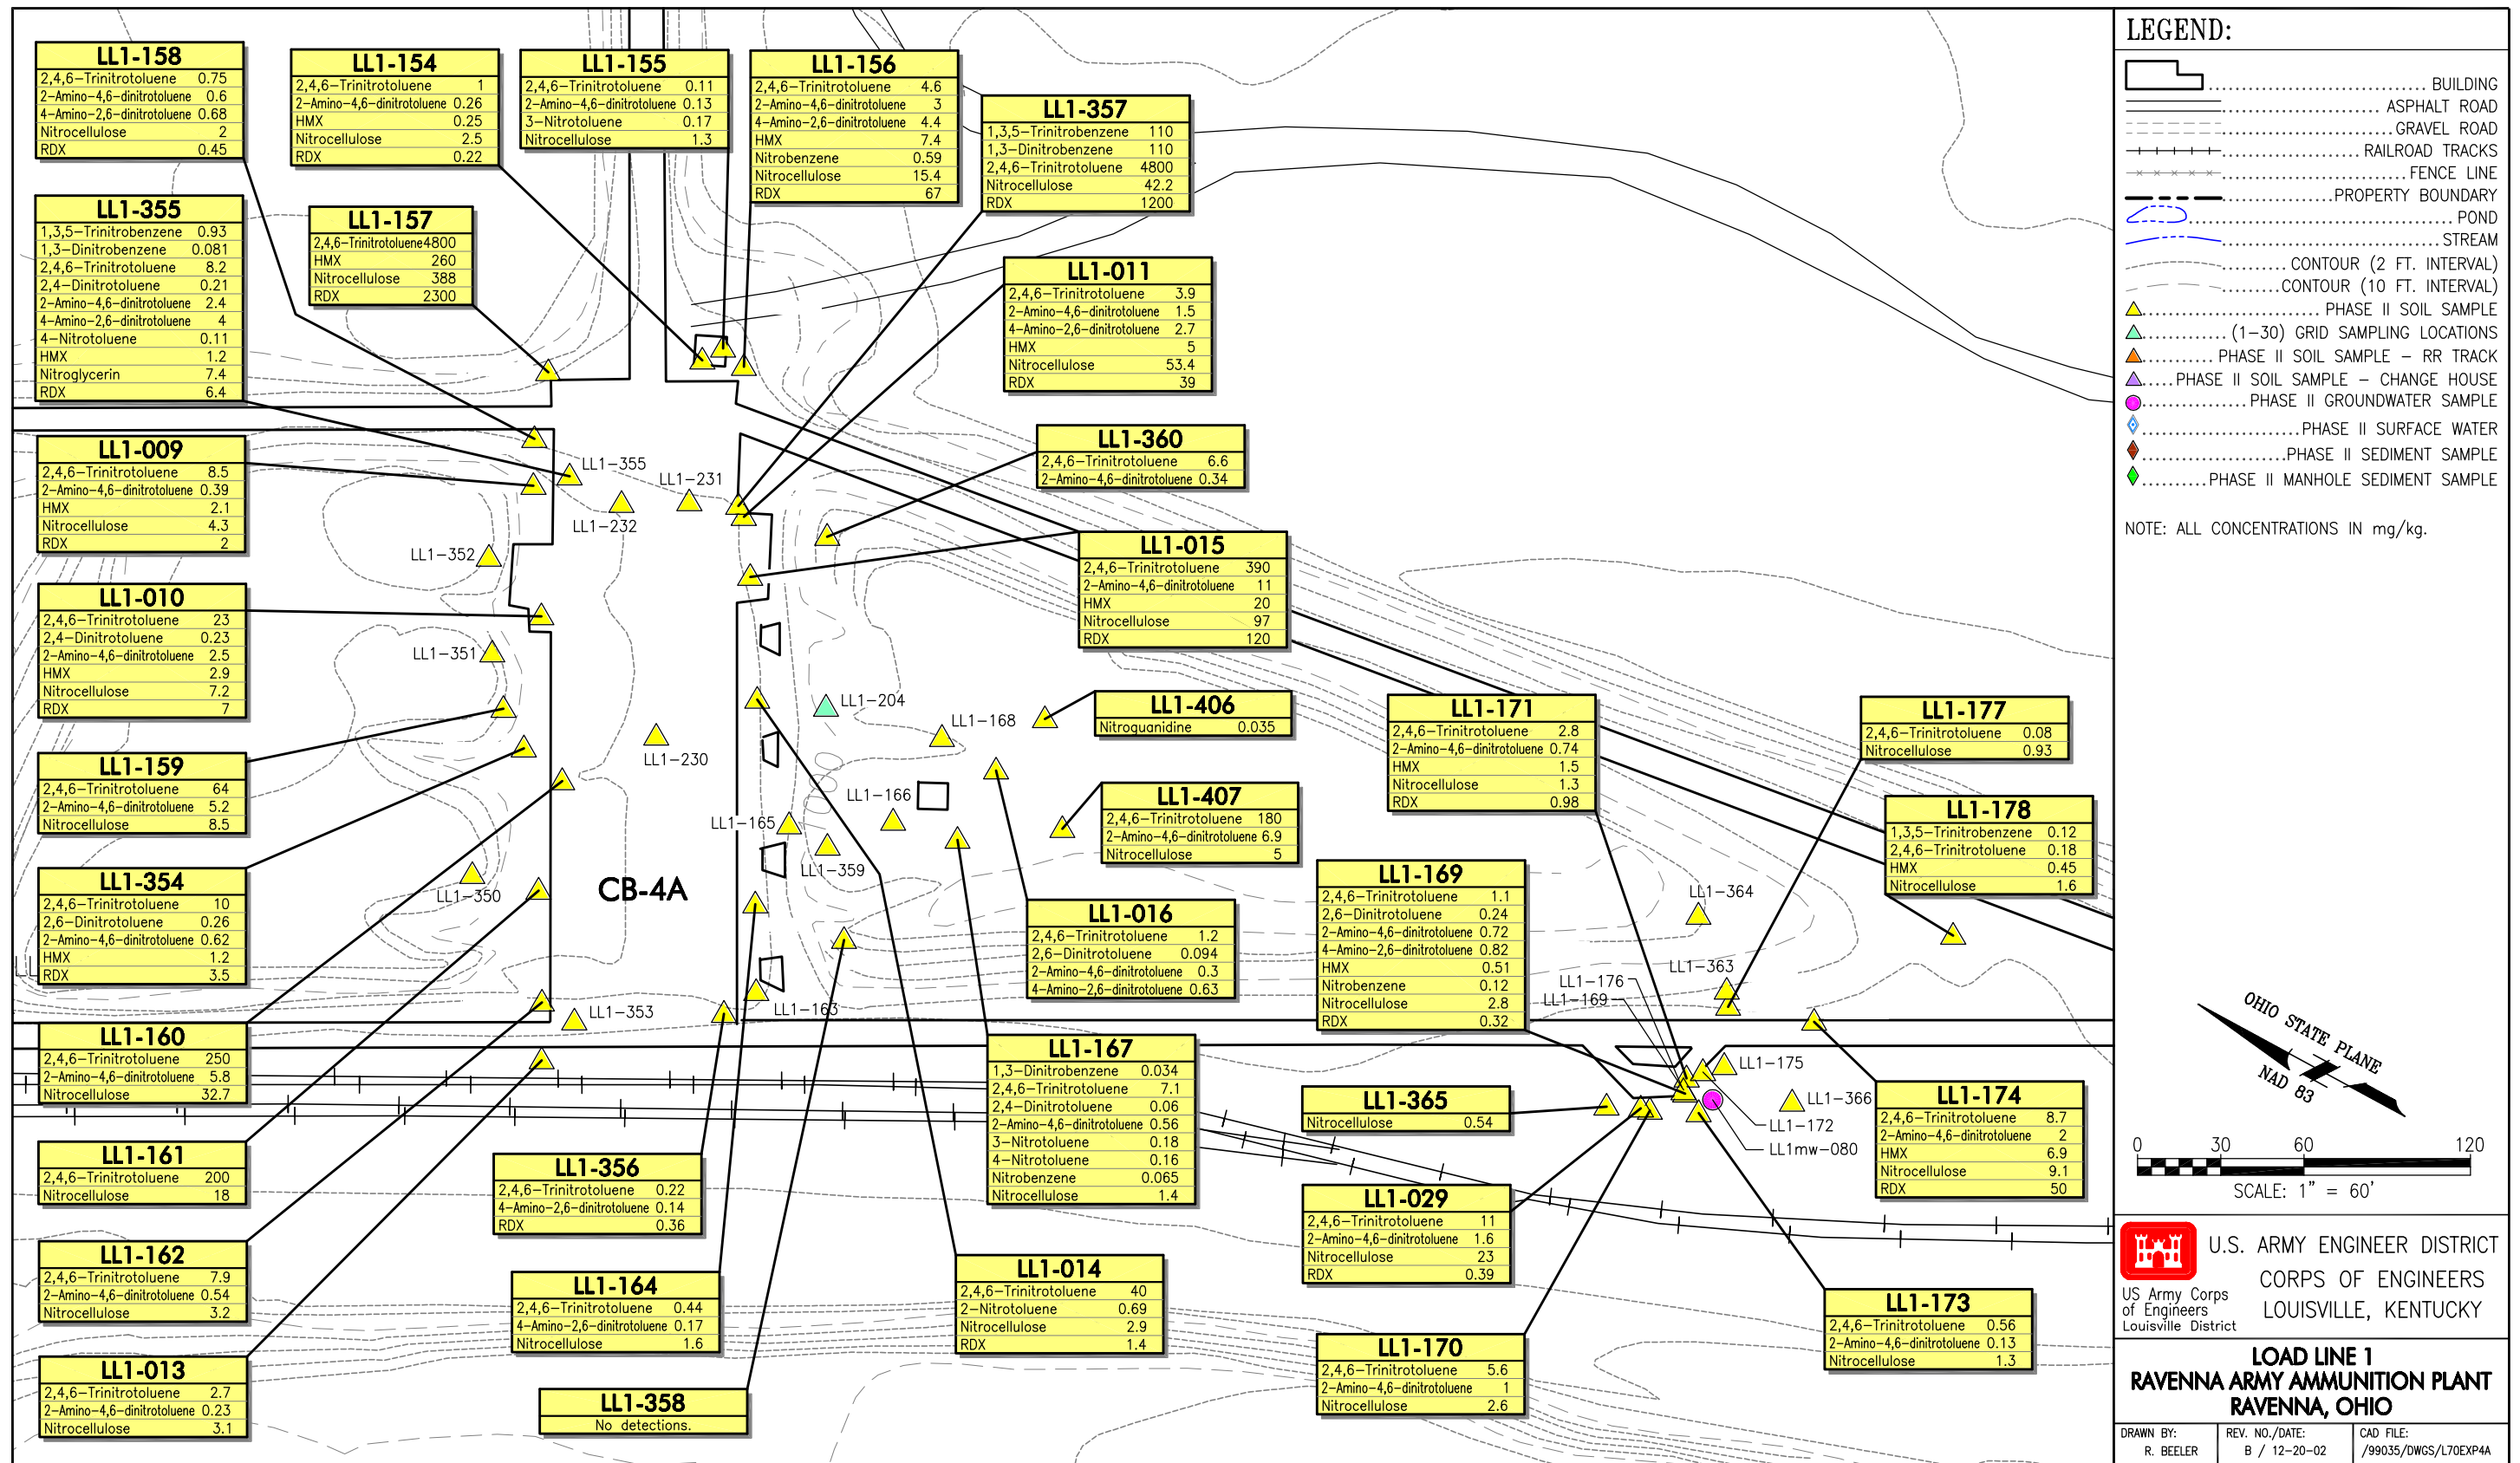 LL1-158
2,4,6-Trinitrotoluene 0.75
2-Amino-4,6-dinitrotoluene 0.6
4-Amino-2,6-dinitrotoluene 0.68
Nitrocellulose 2
RDX 0.45
LL1-154
2,4,6-Trinitrotoluene 1
2-Amino-4,6-dinitrotoluene 0.26
HMX 0.25
Nitrocellulose 2.5
RDX 0.22
LL1-155
2,4,6-Trinitrotoluene 0.11
2-Amino-4,6-dinitrotoluene 0.13
3-Nitrotoluene 0.17
Nitrocellulose 1.3
LL1-156
2,4,6-Trinitrotoluene 4.6
2-Amino-4,6-dinitrotoluene 3
4-Amino-2,6-dinitrotoluene 4.4
HMX 7.4
Nitrobenzene 0.59
Nitrocellulose 15.4
RDX 67
LL1-357
1,3,5-Trinitrobenzene 110
1,3-Dinitrobenzene 110
2,4,6-Trinitrotoluene 4800
Nitrocellulose 42.2
RDX 1200
LL1-355
1,3,5-Trinitrobenzene 0.93
1,3-Dinitrobenzene 0.081
2,4,6-Trinitrotoluene 8.2
2,4-Dinitrotoluene 0.21
2-Amino-4,6-dinitrotoluene 2.4
4-Amino-2,6-dinitrotoluene 4
4-Nitrotoluene 0.11
HMX 1.2
Nitroglycerin 7.4
RDX 6.4
LL1-157
2,4,6-Trinitrotoluene4800
HMX 260
Nitrocellulose 388
RDX 2300
LL1-011
2,4,6-Trinitrotoluene 3.9
2-Amino-4,6-dinitrotoluene 1.5
4-Amino-2,6-dinitrotoluene 2.7
HMX 5
Nitrocellulose 53.4
RDX 39
LL1-360
2,4,6-Trinitrotoluene 6.6
2-Amino-4,6-dinitrotoluene 0.34
LL1-009
2,4,6-Trinitrotoluene 8.5
2-Amino-4,6-dinitrotoluene 0.39
HMX 2.1
Nitrocellulose 4.3
RDX 2
LL1-355
LL1-231
LL1-232
LL1-352
LL1-015
2,4,6-Trinitrotoluene 390
2-Amino-4,6-dinitrotoluene 11
HMX 20
Nitrocellulose 97
RDX 120
LL1-010
2,4,6-Trinitrotoluene 23
2,4-Dinitrotoluene 0.23
2-Amino-4,6-dinitrotoluene 2.5
HMX 2.9
Nitrocellulose 7.2
RDX 7
LL1-351
LL1-204
LL1-168
LL1-230
LL1-406
Nitroguanidine 0.035
LL1-171
2,4,6-Trinitrotoluene 2.8
2-Amino-4,6-dinitrotoluene 0.74
HMX 1.5
Nitrocellulose 1.3
RDX 0.98
LL1-177
2,4,6-Trinitrotoluene 0.08
Nitrocellulose 0.93
LL1-159
2,4,6-Trinitrotoluene 64
2-Amino-4,6-dinitrotoluene 5.2
Nitrocellulose 8.5
LL1-166
LL1-165
LL1-359
LL1-407
2,4,6-Trinitrotoluene 180
2-Amino-4,6-dinitrotoluene 6.9
Nitrocellulose 5
LL1-178
1,3,5-Trinitrobenzene 0.12
2,4,6-Trinitrotoluene 0.18
HMX 0.45
Nitrocellulose 1.6
LL1-354
2,4,6-Trinitrotoluene 10
2,6-Dinitrotoluene 0.26
2-Amino-4,6-dinitrotoluene 0.62
HMX 1.2
RDX 3.5
LL1-350
CB-4A
LL1-016
2,4,6-Trinitrotoluene 1.2
2,6-Dinitrotoluene 0.094
2-Amino-4,6-dinitrotoluene 0.3
4-Amino-2,6-dinitrotoluene 0.63
LL1-169
2,4,6-Trinitrotoluene 1.1
2,6-Dinitrotoluene 0.24
2-Amino-4,6-dinitrotoluene 0.72
4-Amino-2,6-dinitrotoluene 0.82
HMX 0.51
Nitrobenzene 0.12
Nitrocellulose 2.8
RDX 0.32
LL1-364
LL1-363
LL1-176
LL1-169
LL1-353
LL1-163
LL1-160
2,4,6-Trinitrotoluene 250
2-Amino-4,6-dinitrotoluene 5.8
Nitrocellulose 32.7
LL1-167
1,3-Dinitrobenzene 0.034
2,4,6-Trinitrotoluene 7.1
2,4-Dinitrotoluene 0.06
2-Amino-4,6-dinitrotoluene 0.56
3-Nitrotoluene 0.18
4-Nitrotoluene 0.16
Nitrobenzene 0.065
Nitrocellulose 1.4
LL1-365
Nitrocellulose 0.54
LL1-175
LL1-366
LL1-172
LL1mw-080
LL1-174
2,4,6-Trinitrotoluene 8.7
2-Amino-4,6-dinitrotoluene 2
HMX 6.9
Nitrocellulose 9.1
RDX 50
LL1-161
2,4,6-Trinitrotoluene 200
Nitrocellulose 18
LL1-356
2,4,6-Trinitrotoluene 0.22
4-Amino-2,6-dinitrotoluene 0.14
RDX 0.36
LL1-029
2,4,6-Trinitrotoluene 11
2-Amino-4,6-dinitrotoluene 1.6
Nitrocellulose 23
RDX 0.39
LL1-162
2,4,6-Trinitrotoluene 7.9
2-Amino-4,6-dinitrotoluene 0.54
Nitrocellulose 3.2
LL1-164
2,4,6-Trinitrotoluene 0.44
4-Amino-2,6-dinitrotoluene 0.17
Nitrocellulose 1.6
LL1-014
2,4,6-Trinitrotoluene 40
2-Nitrotoluene 0.69
Nitrocellulose 2.9
RDX 1.4
LL1-173
2,4,6-Trinitrotoluene 0.56
2-Amino-4,6-dinitrotoluene 0.13
Nitrocellulose 1.3
LL1-013
2,4,6-Trinitrotoluene 2.7
2-Amino-4,6-dinitrotoluene 0.23
Nitrocellulose 3.1
LL1-358
No detections.
LL1-170
2,4,6-Trinitrotoluene 5.6
2-Amino-4,6-dinitrotoluene 1
Nitrocellulose 2.6
LEGEND:
BUILDING
ASPHALT ROAD
GRAVEL ROAD
RAILROAD TRACKS
FENCE LINE
PROPERTY BOUNDARY
POND
STREAM
CONTOUR (2 FT. INTERVAL)
CONTOUR (10 FT. INTERVAL)
PHASE II SOIL SAMPLE
(1-30) GRID SAMPLING LOCATIONS
PHASE II SOIL SAMPLE - RR TRACK
PHASE II SOIL SAMPLE - CHANGE HOUSE
PHASE II GROUNDWATER SAMPLE
PHASE II SURFACE WATER
PHASE II SEDIMENT SAMPLE
PHASE II MANHOLE SEDIMENT SAMPLE
NOTE: ALL CONCENTRATIONS IN mg/kg.
OHIO STATE PLANE
NAD 83
0 30 60 120
SCALE: 1" = 60'
U.S. ARMY ENGINEER DISTRICT
CORPS OF ENGINEERS
LOUISVILLE, KENTUCKY
US Army Corps
of Engineers
Louisville District
LOAD LINE 1
RAVENNA ARMY AMMUNITION PLANT
RAVENNA, OHIO
DRAWN BY:
R. BEELER
REV. NO./DATE:
B / 12-20-02
CAD FILE:
/99035/DWGS/L70EXP4A